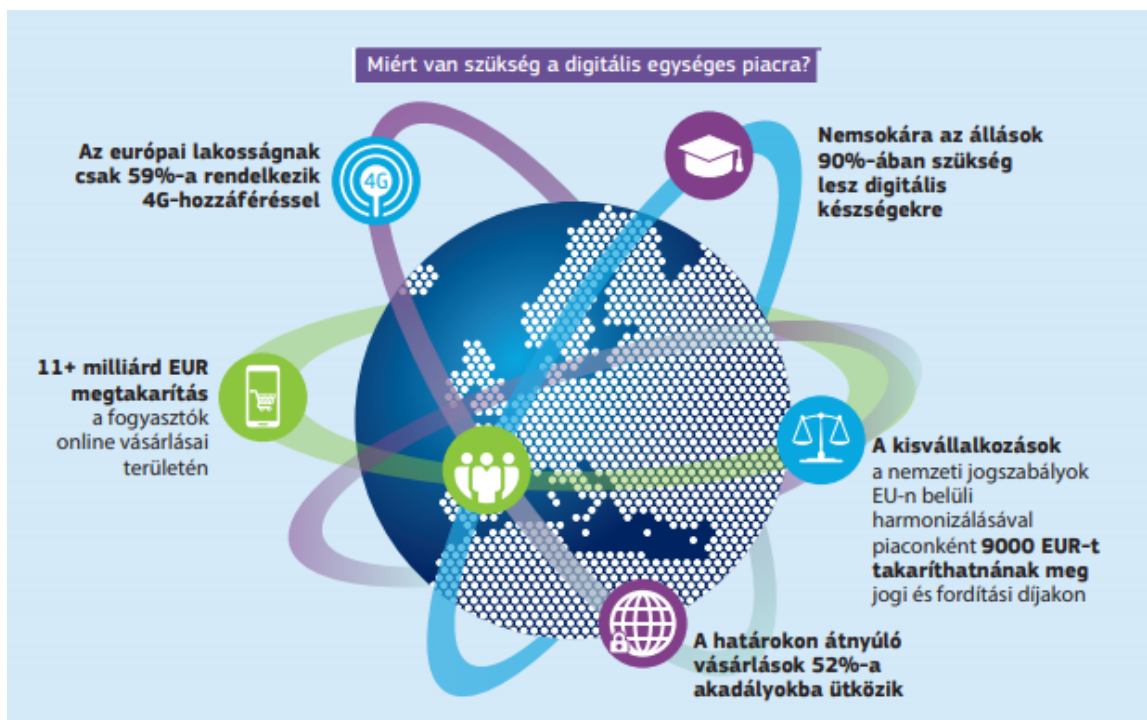 Miért van szükség a digitális egységes piacra?
Az európai lakosságnak
csak 59%-a rendelkezik
4G-hozzáféréssel
4G
Nemsokára az állások
90%-ában szükség
lesz digitális
készségekre
11+ milliárd EUR
megtakarítás
a fogyasztók
online vásárlásai
területén
A kisvállalkozások
a nemzeti jogszabályok
EU-n belüli
harmonizálásával
piaconként 9000 EUR-t
takaríthatnának meg
jogi és fordítási díjakon
A határokon átnyúló
vásárlások 52%-a
akadályokba ütközik